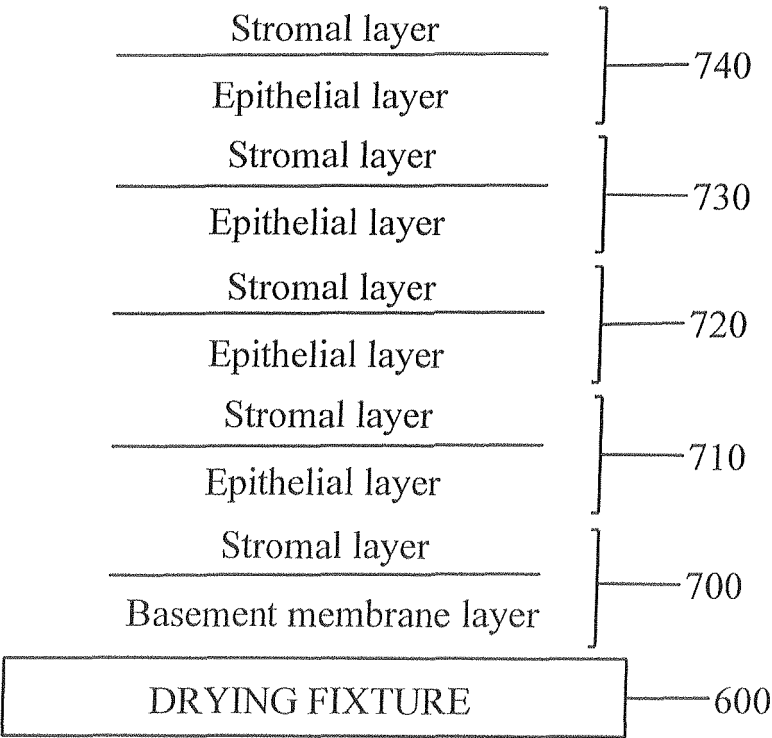 Stromal layer
740
Epithelial layer
Stromal layer
730
Epithelial layer
Stromal layer
720
Epithelial layer
Stromal layer
710
Epithelial layer
Stromal layer
700
Basement membrane layer
DRYING FIXTURE
600